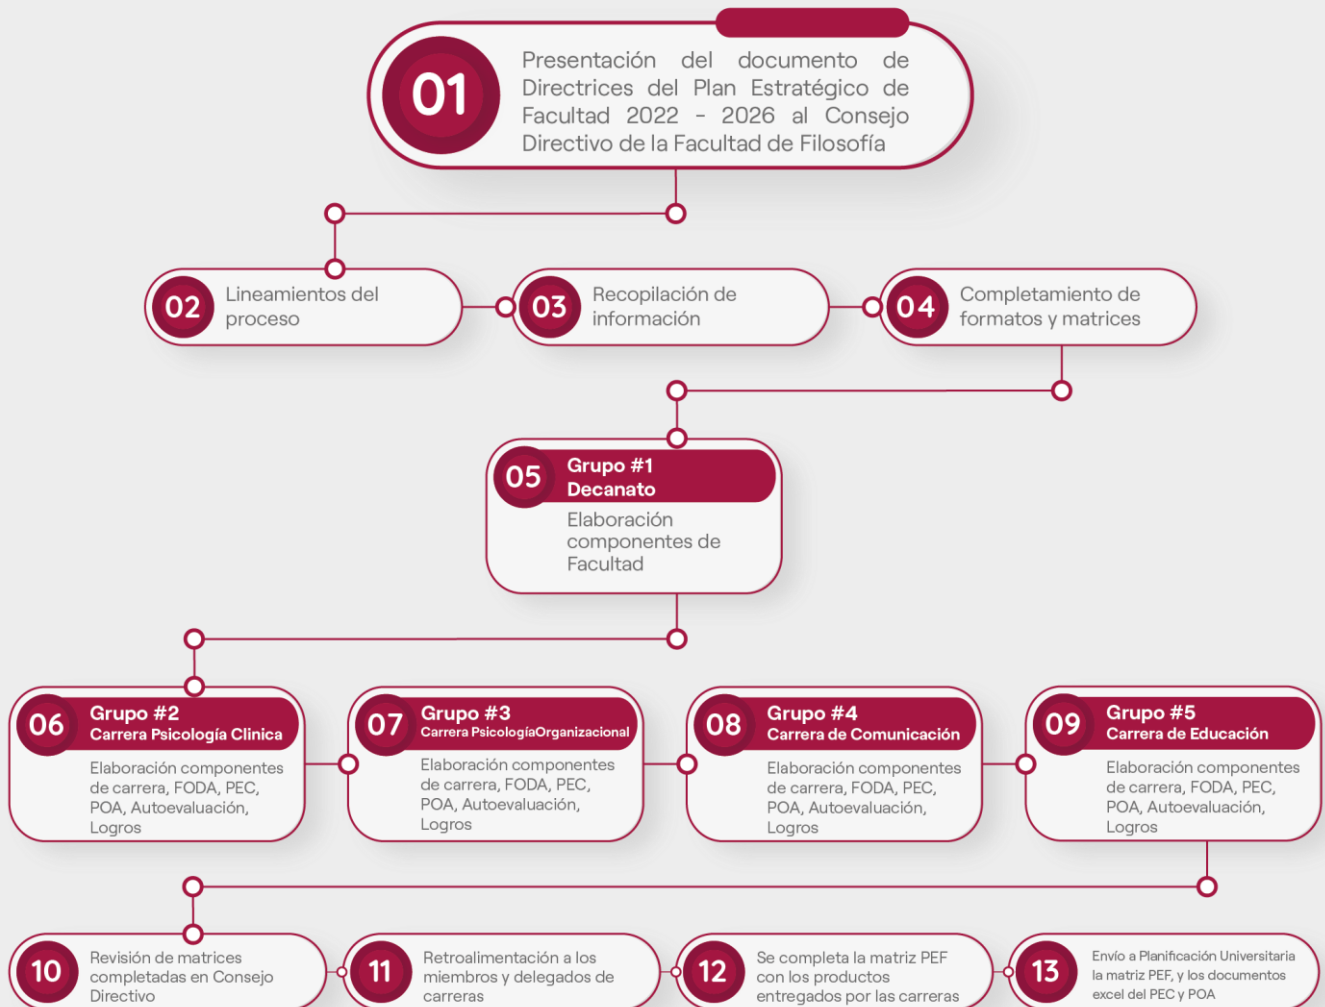 01
Presentación del documento de
Directrices del Plan Estratégico de
Facultad 2022 - 2026 al Consejo
Directivo de la Facultad de Filosofía
02
Lineamientos del
proceso
03
Recopilación de
información
04
Completamiento de
formatos y matrices
05
Grupo #1
Decanato
Elaboración
componentes de
Facultad
06
Grupo #2
Carrera Psicología Clinica
Elaboración componentes
de carrera, FODA, PEC,
POA, Autoevaluación,
Logros
07
Grupo #3
Carrera PsicologíaOrganizacional
Elaboración componentes
de carrera, FODA, PEC,
POA, Autoevaluación,
Logros
08
Grupo #4
Carrera de Comunicación
Elaboración componentes
de carrera, FODA, PEC,
POA, Autoevaluación,
Logros
09
Grupo #5
Carrera de Educación
Elaboración componentes
de carrera, FODA, PEC,
POA, Autoevaluación,
Logros
10
Revisión de matrices
completadas en Consejo
Directivo
11
Retroalimentación a los
miembros y delegados de
carreras
12
Se completa la matriz PEF
con los productos
entregados por las carreras
13
Envío a Planificación Universitaria
la matriz PEF, y los documentos
excel del PEC y POA